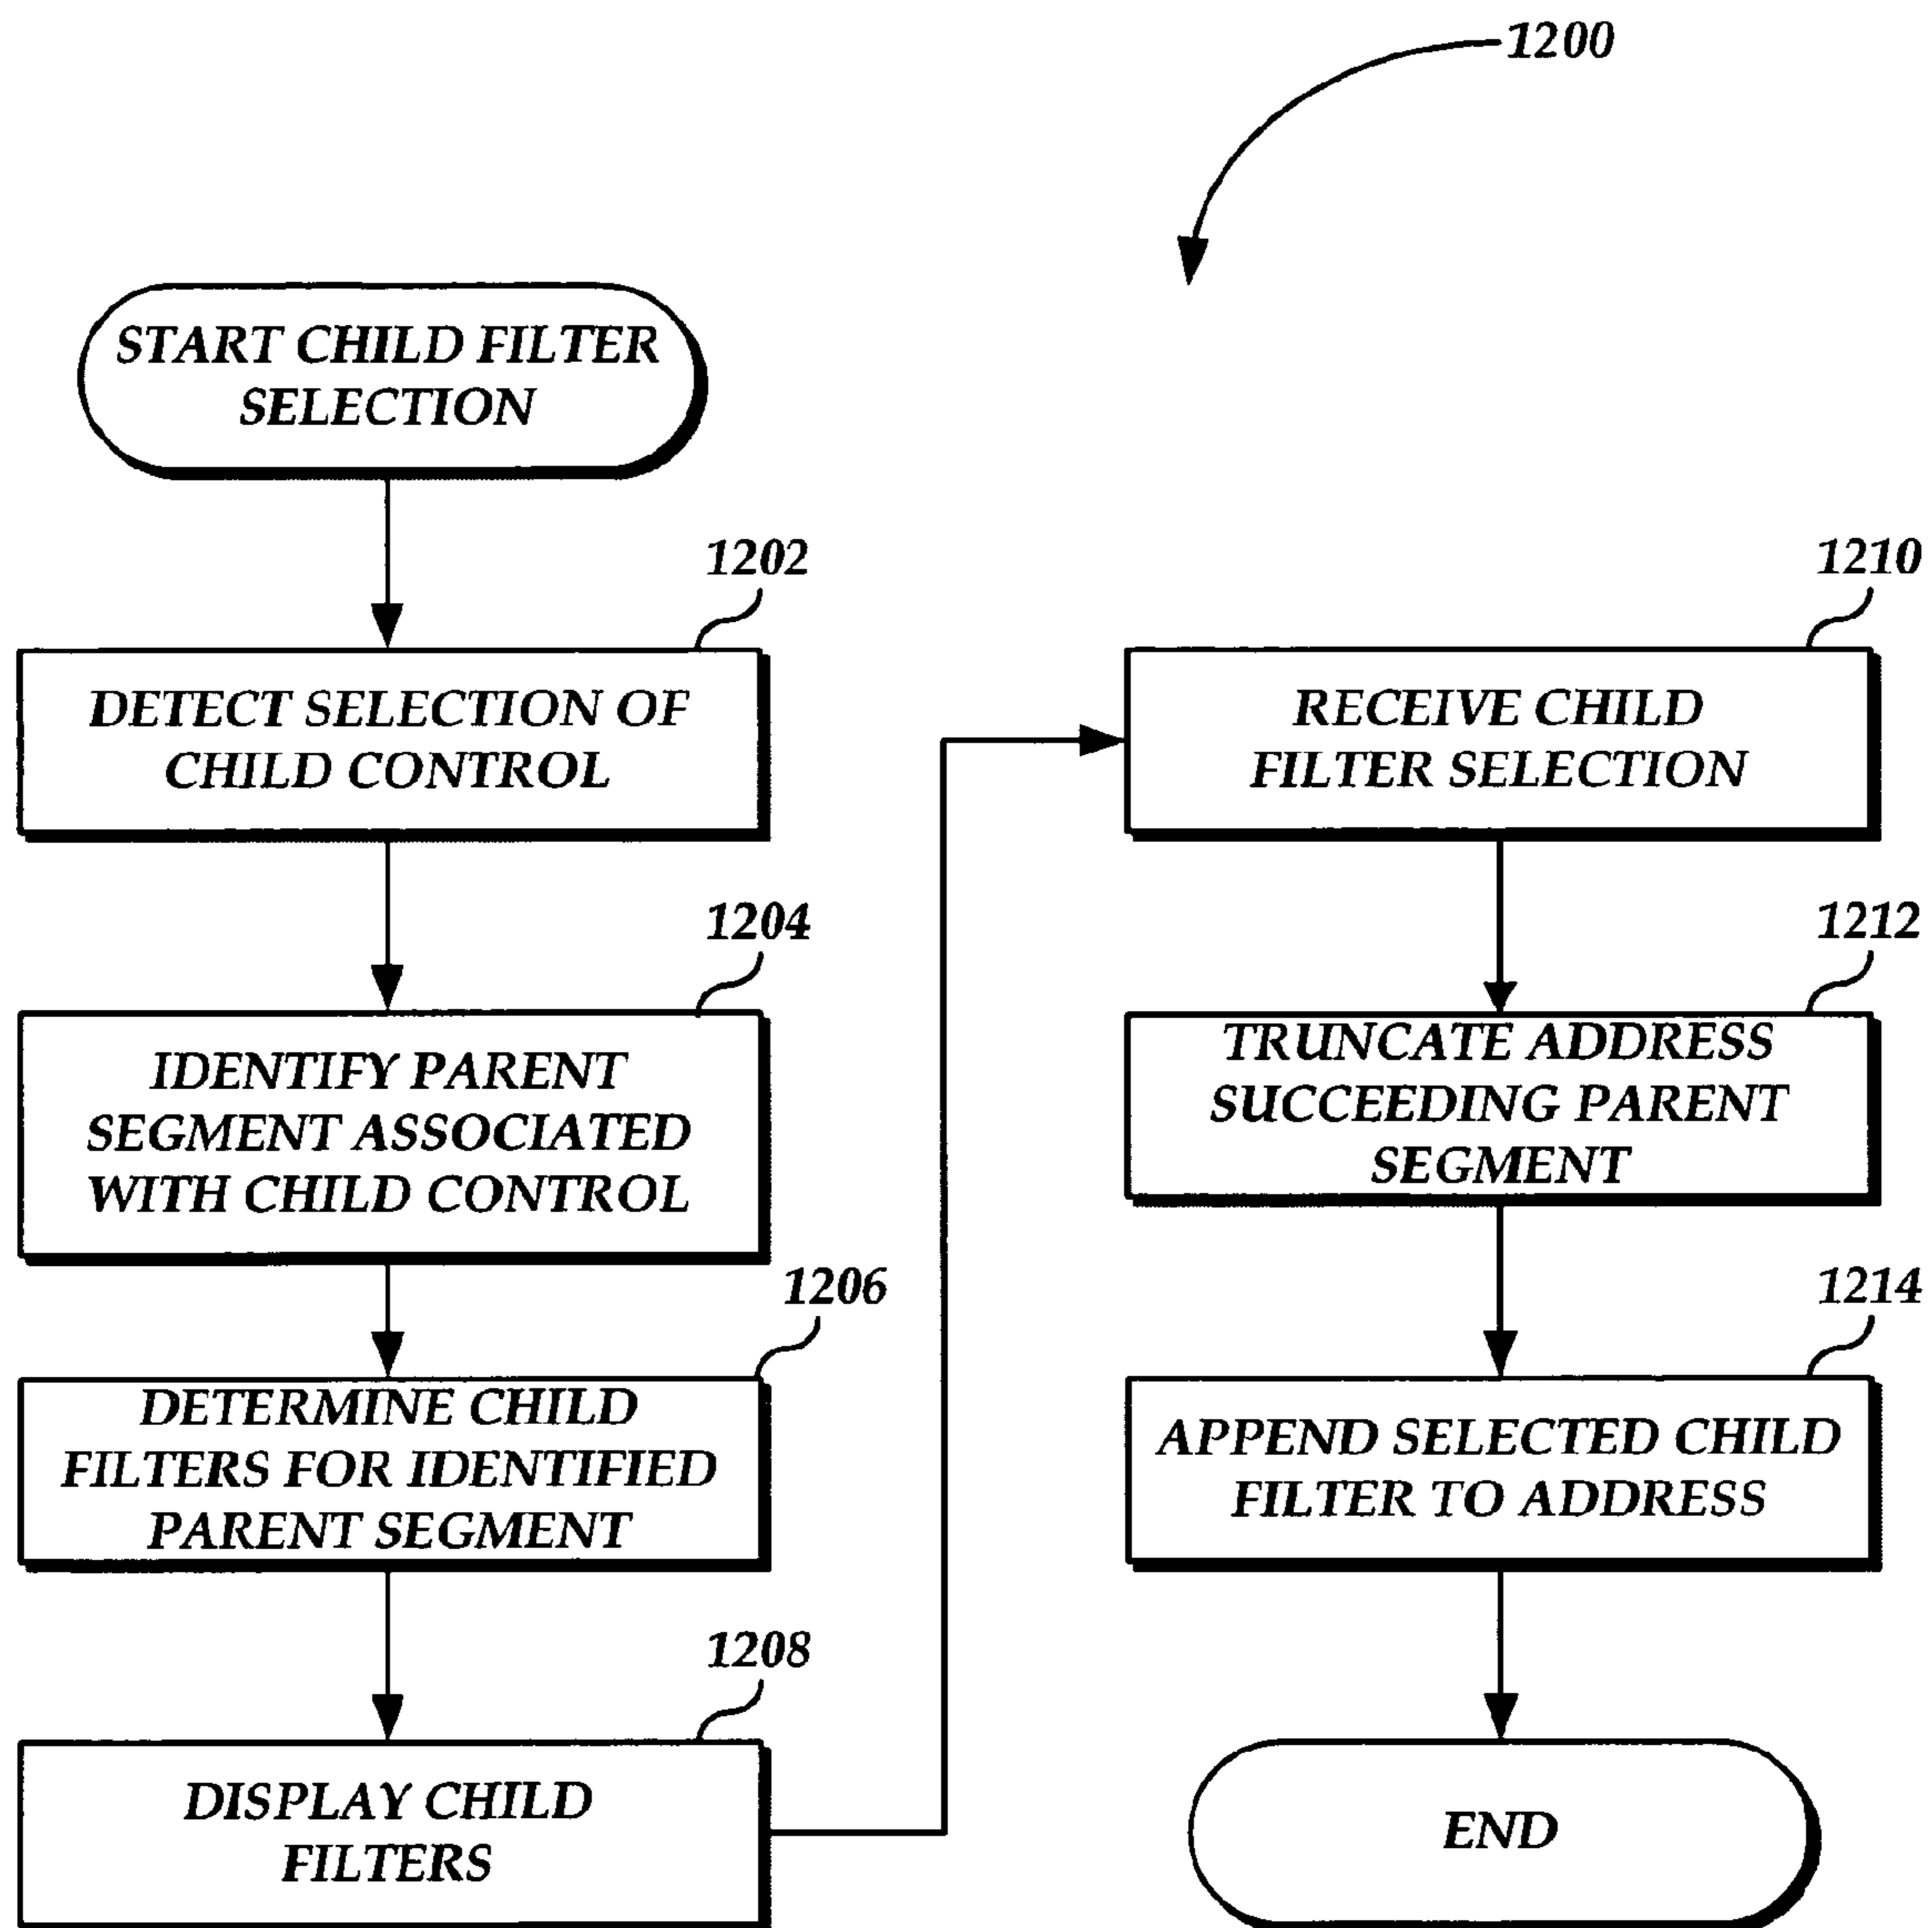 1200
START CHILD FILTER
SELECTION
1202
DETECT SELECTION OF
CHILD CONTROL
1204
IDENTIFY PARENT
SEGMENT ASSOCIATED
WITH CHILD CONTROL
1206
DETERMINE CHILD
FILTERS FOR IDENTIFIED
PARENT SEGMENT
1208
DISPLAY CHILD
FILTERS
1210
RECEIVE CHILD
FILTER SELECTION
1212
TRUNCATE ADDRESS
SUCCEEDING PARENT
SEGMENT
1214
APPEND SELECTED CHILD
FILTER TO ADDRESS
END